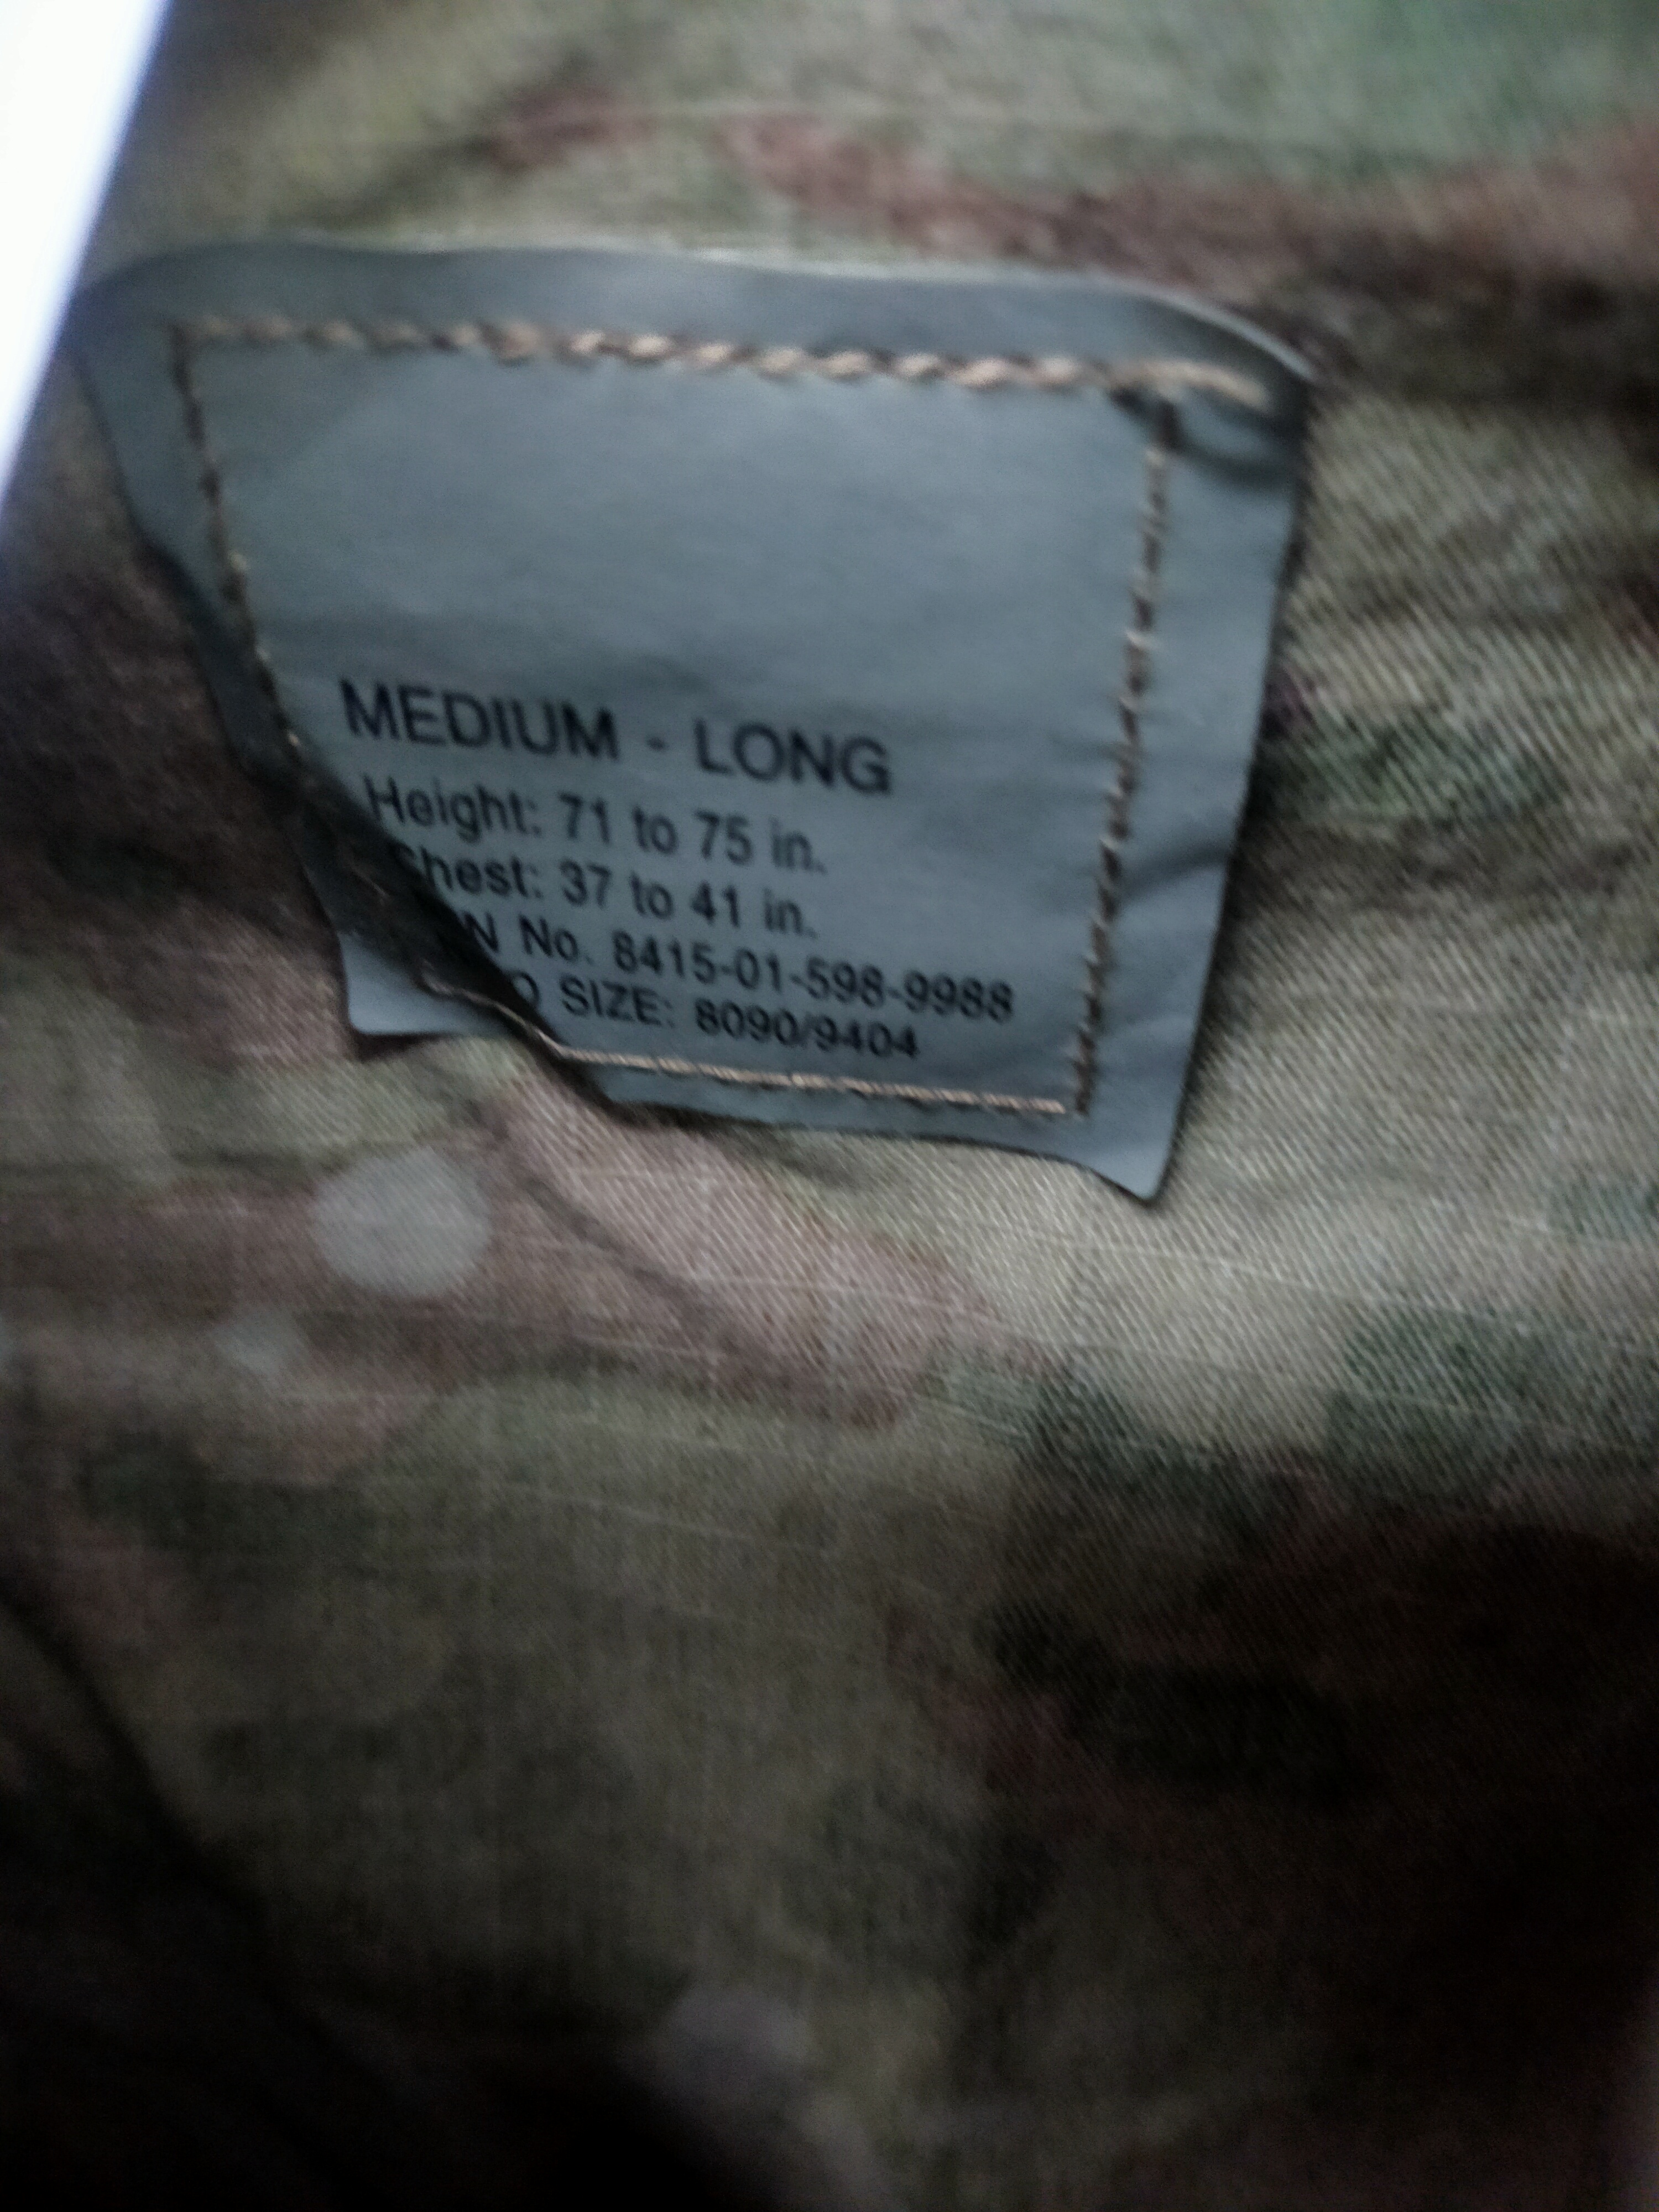 MEDIUM - LONG
Height: 71 to 75 in.
Chest: 37 to 41 in.
No. 8415-01-598-9988
SIZE: 8090/9404